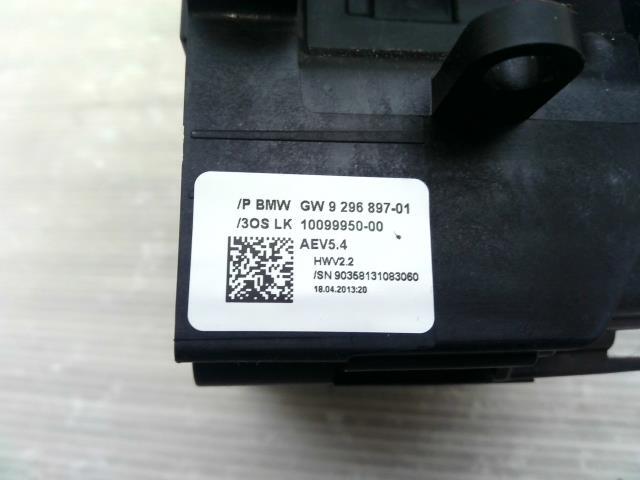 /P BMW GW 9 296 897-01
/3OS LK 10099950-00
AEV5.4
HWV2.2
/SN 90358131083060
18.04.2013:20